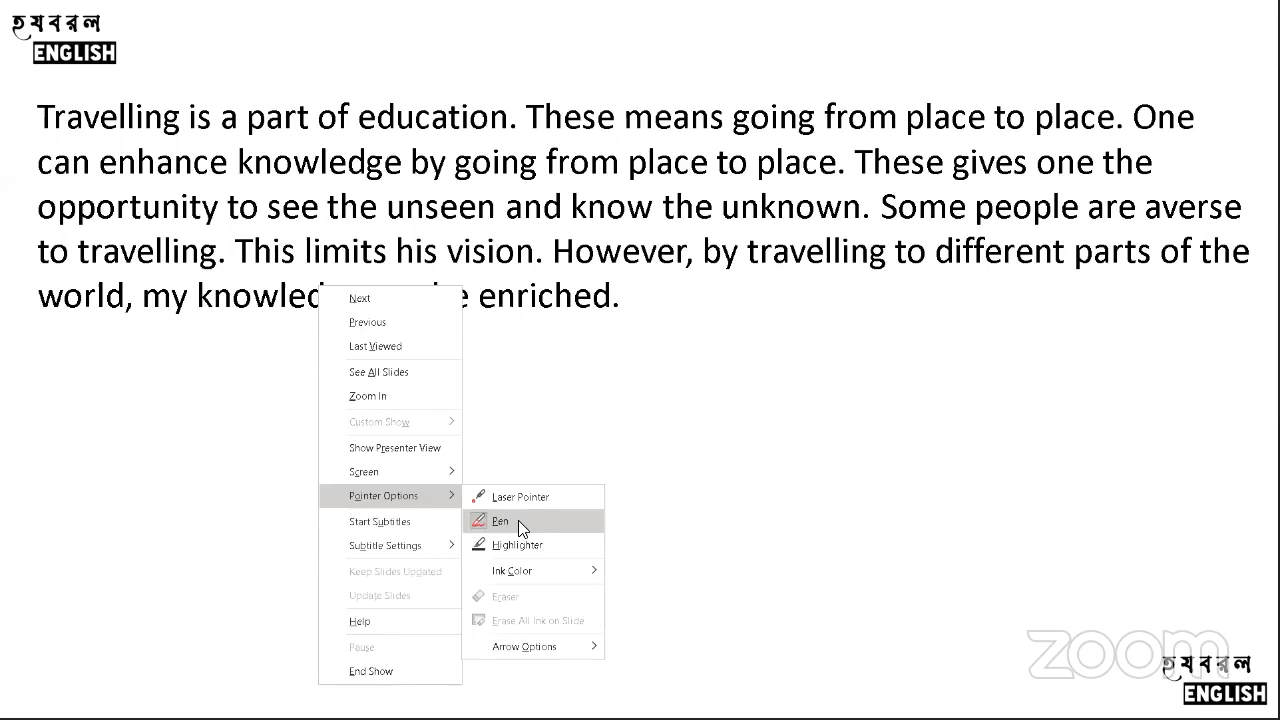 হযবরল
ENGLISH
Travelling is a part of education. These means going from place to place. One
can enhance knowledge by going from place to place. These gives one the
opportunity to see the unseen and know the unknown. Some people are averse
to travelling. This limits his vision. However, by travelling to different parts of the
world, my enriched.
Next
Previous
Last Viewed
See All Slides
Zoom In
Custom Show
Show Presenter View
Screen
Pointer Options
Start Subtitles
Subtitle Settings
Keep Slides Updated
Update Slides
Help
Pause
End Show
Laser Pointer
Pen
Highlighter
Ink Color
Eraser
Erase All Ink on Slide
Arrow Options
zoom
হযবরল
ENGLISH